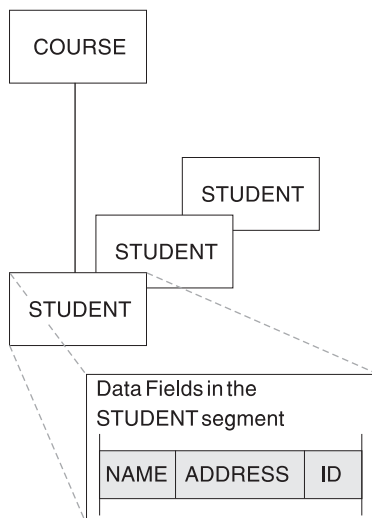 COURSE
STUDENT
STUDENT
STUDENT
Data Fields in the
STUDENT segment
NAME ADDRESS ID